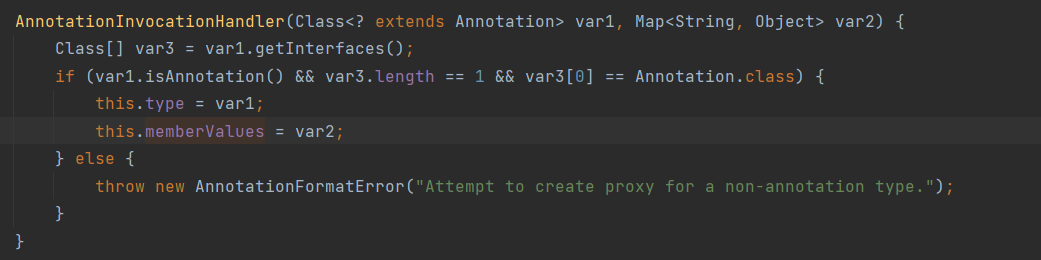 AnnotationInvocationHandler(Class<? extends Annotation> var1, Map<String, Object> var2) {
    Class[] var3 = var1.getInterfaces();
    if (var1.isAnnotation() && var3.length == 1 && var3[0] == Annotation.class) {
        this.type = var1;
        this.memberValues = var2;
    } else {
        throw new AnnotationFormatError("Attempt to create proxy for a non-annotation type.");
    }
}